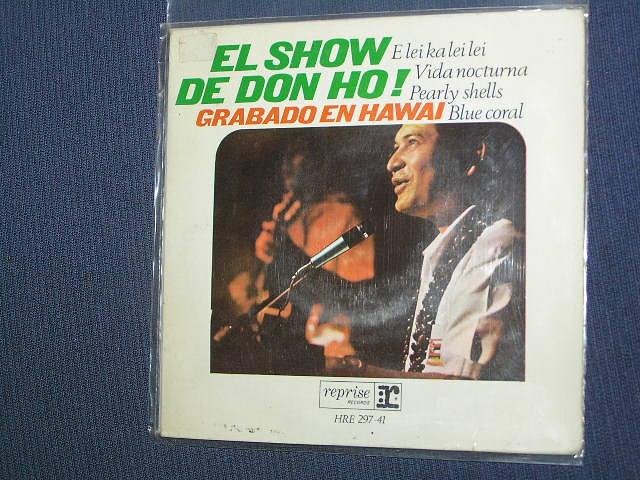 EL SHOW
DE DON HO!
GRABADO EN HAWAI
E lei ka lei lei
Vida nocturna
Pearly shells
Blue coral
reprise
RECORDS
r:
HRE 297-41